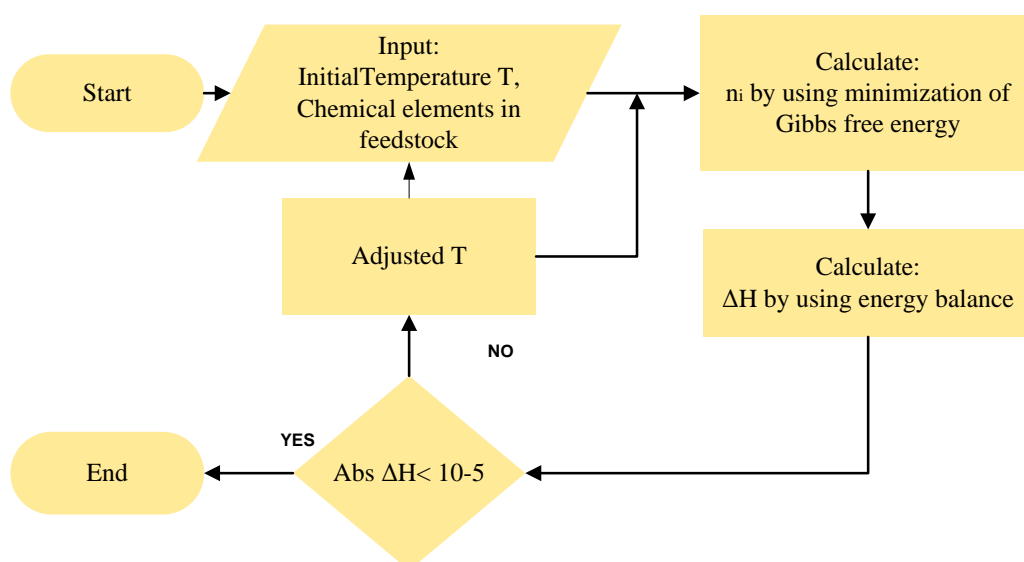 Start
Input:
InitialTemperature T,
Chemical elements in
feedstock
Calculate:
ni by using minimization of
Gibbs free energy
Adjusted T
Calculate:
ΔH by using energy balance
NO
YES
End
Abs ΔH< 10-5